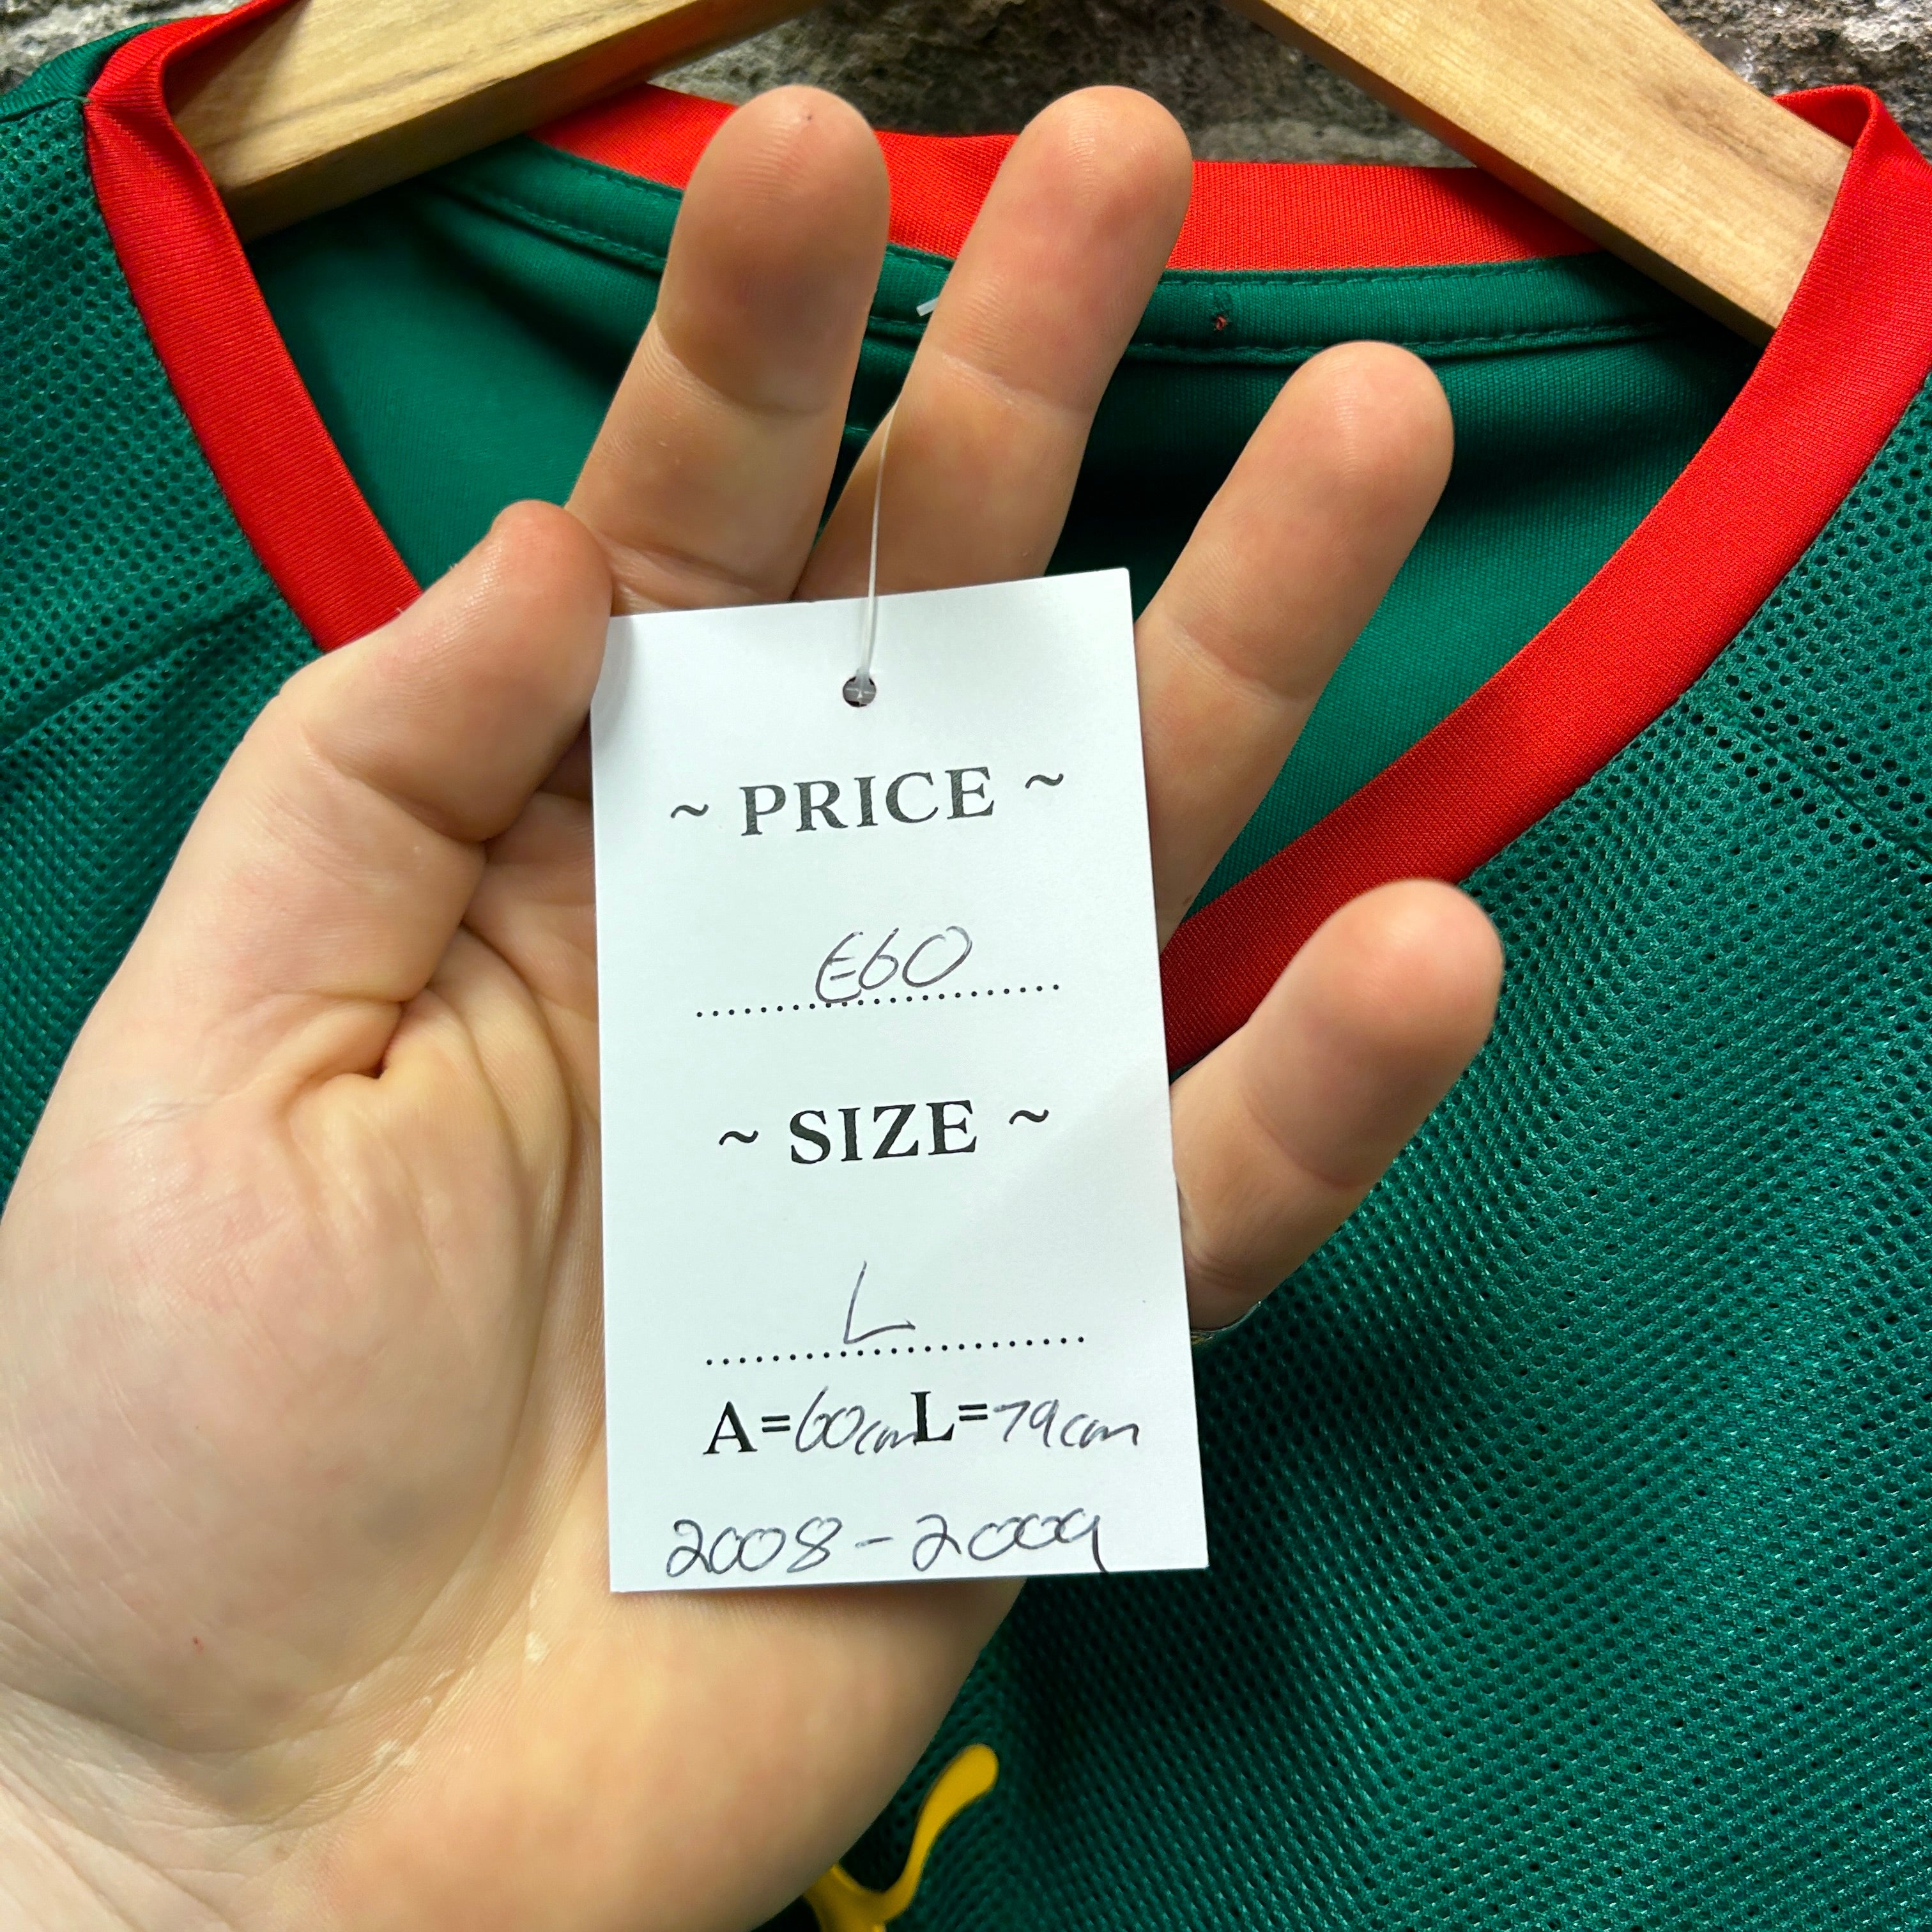 ~ PRICE ~
£60
~ SIZE ~
L
A=60cm L=79cm
2008-2009